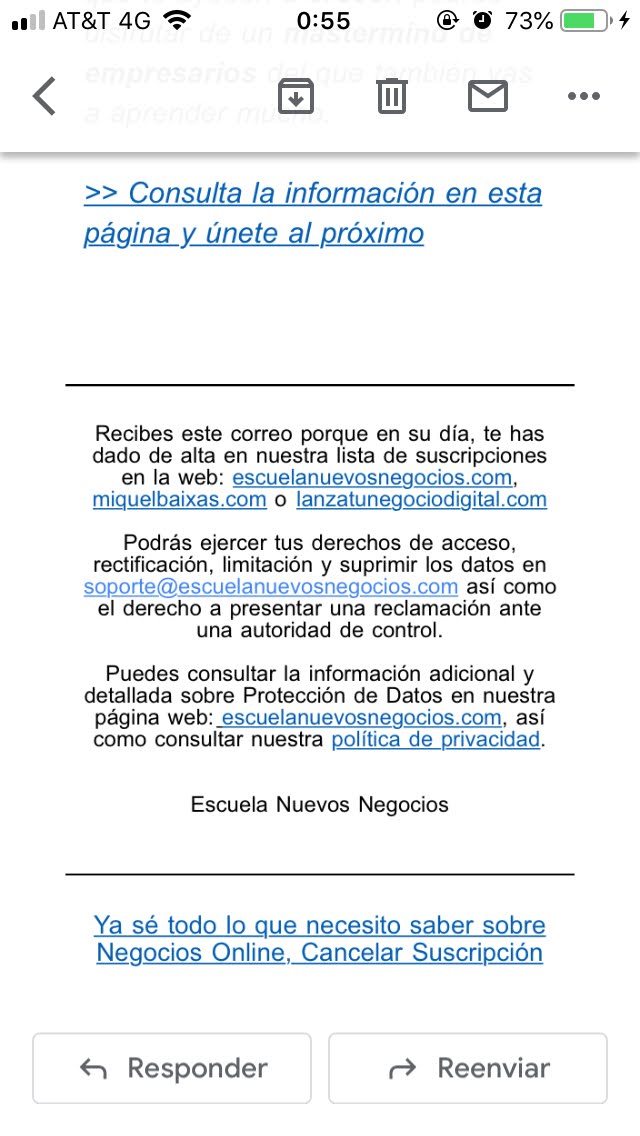 AT&T 4G 0:55 73%
disfrutar de un mastermind de
empresarios del que también vas
a aprender mucho.
>> Consulta la información en esta
página y únete al próximo
Recibes este correo porque en su día, te has
dado de alta en nuestra lista de suscripciones
en la web: escuelanuevosnegocios.com,
miquelbaixas.com o lanzatunegociodigital.com
Podrás ejercer tus derechos de acceso,
rectificación, limitación y suprimir los datos en
soporte@escuelanuevosnegocios.com así como
el derecho a presentar una reclamación ante
una autoridad de control.
Puedes consultar la información adicional y
detallada sobre Protección de Datos en nuestra
página web: escuelanuevosnegocios.com, así
como consultar nuestra política de privacidad.
Escuela Nuevos Negocios
Ya sé todo lo que necesito saber sobre
Negocios Online, Cancelar Suscripción
Responder
Reenviar